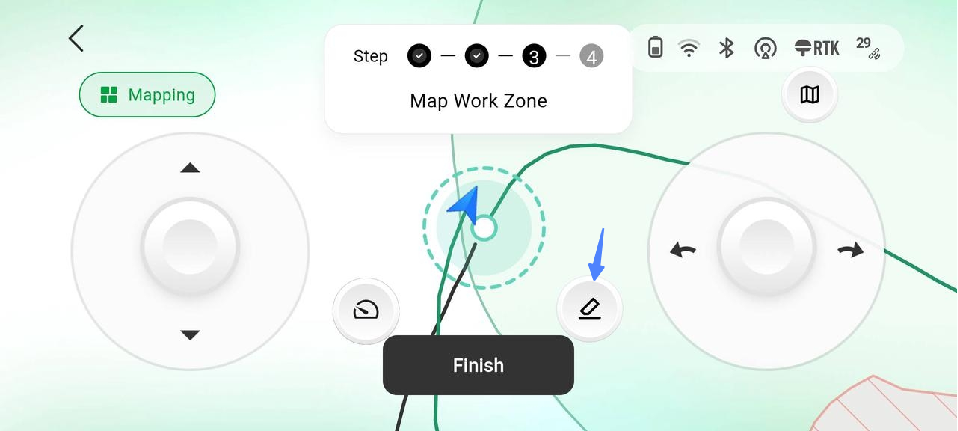 Step 3 4
Map Work Zone
RTK 29
Mapping
Finish